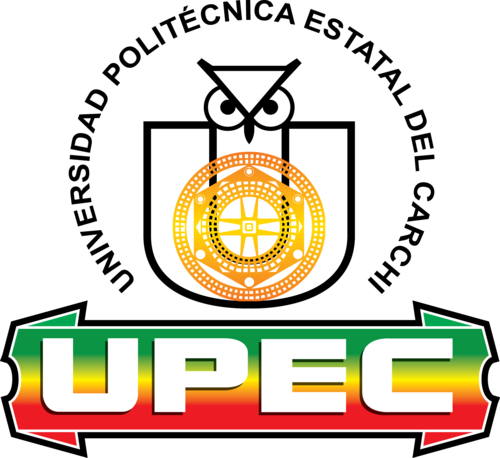 UNIVERSIDAD POLITÉCNICA ESTATAL DEL CARCHI
UPEC